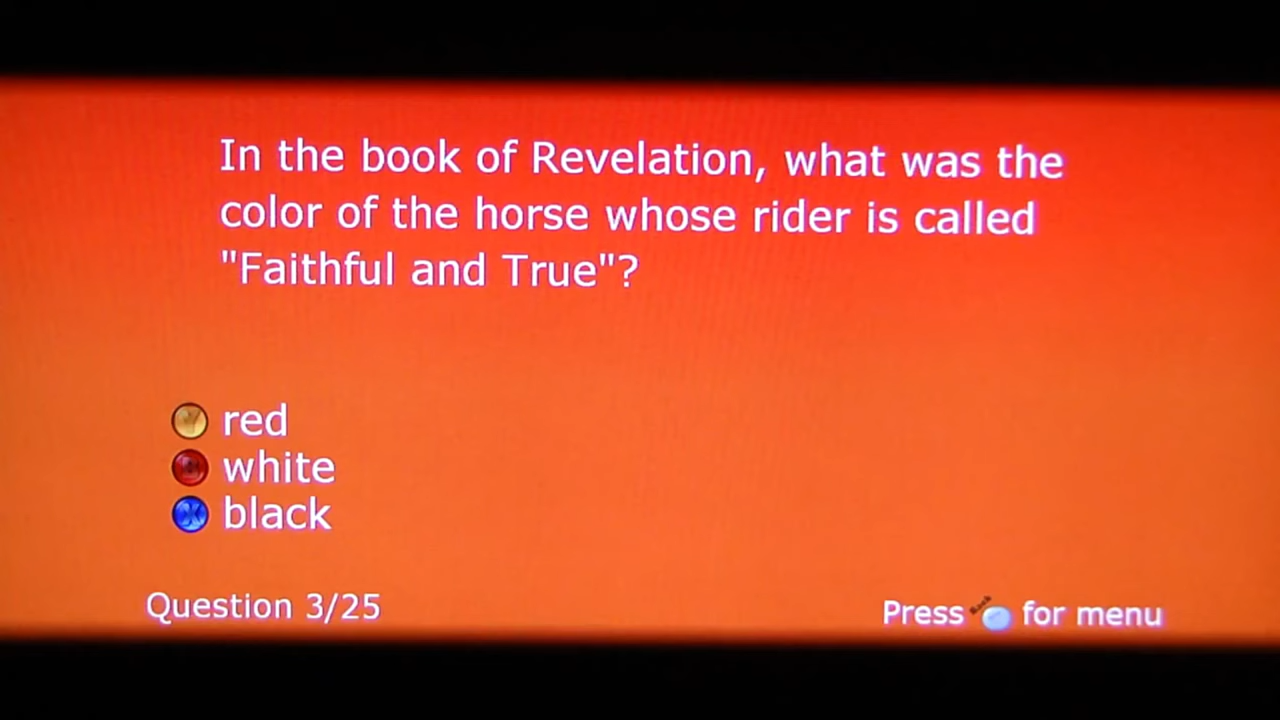 In the book of Revelation, what was the
color of the horse whose rider is called
"Faithful and True"?
Y red
B white
X black
Question 3/25
Press Back for menu